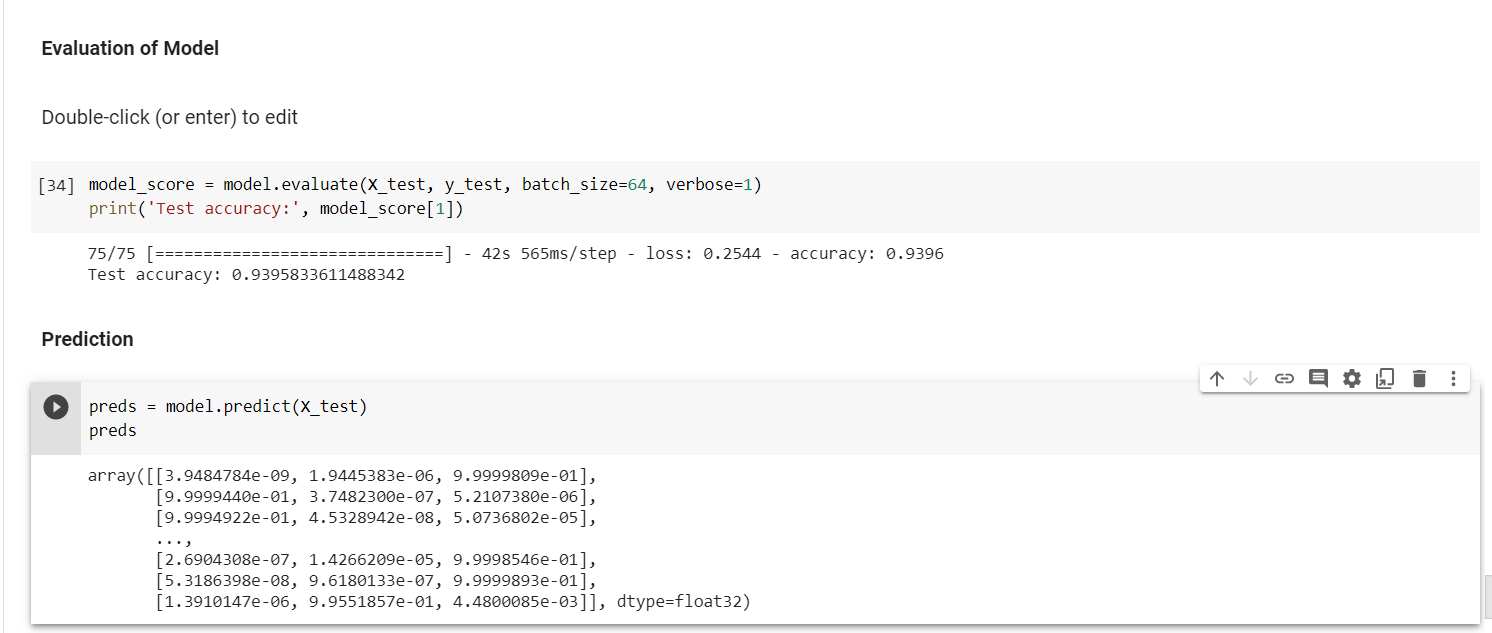 Evaluation of Model
Double-click (or enter) to edit
[34] model_score = model.evaluate(X_test, y_test, batch_size=64, verbose=1)
print('Test accuracy:', model_score[1])
75/75 [==============================] - 42s 565ms/step - loss: 0.2544 - accuracy: 0.9396
Test accuracy: 0.9395833611488342
Prediction
preds = model.predict(X_test)
preds
array([[3.9484784e-09, 1.9445383e-06, 9.9999809e-01],
[9.9999440e-01, 3.7482300e-07, 5.2107380e-06],
[9.9994922e-01, 4.5328942e-08, 5.0736802e-05],
...,
[2.6904308e-07, 1.4266209e-05, 9.9998546e-01],
[5.3186398e-08, 9.6180133e-07, 9.9999893e-01],
[1.3910147e-06, 9.9551857e-01, 4.4800085e-03]], dtype=float32)